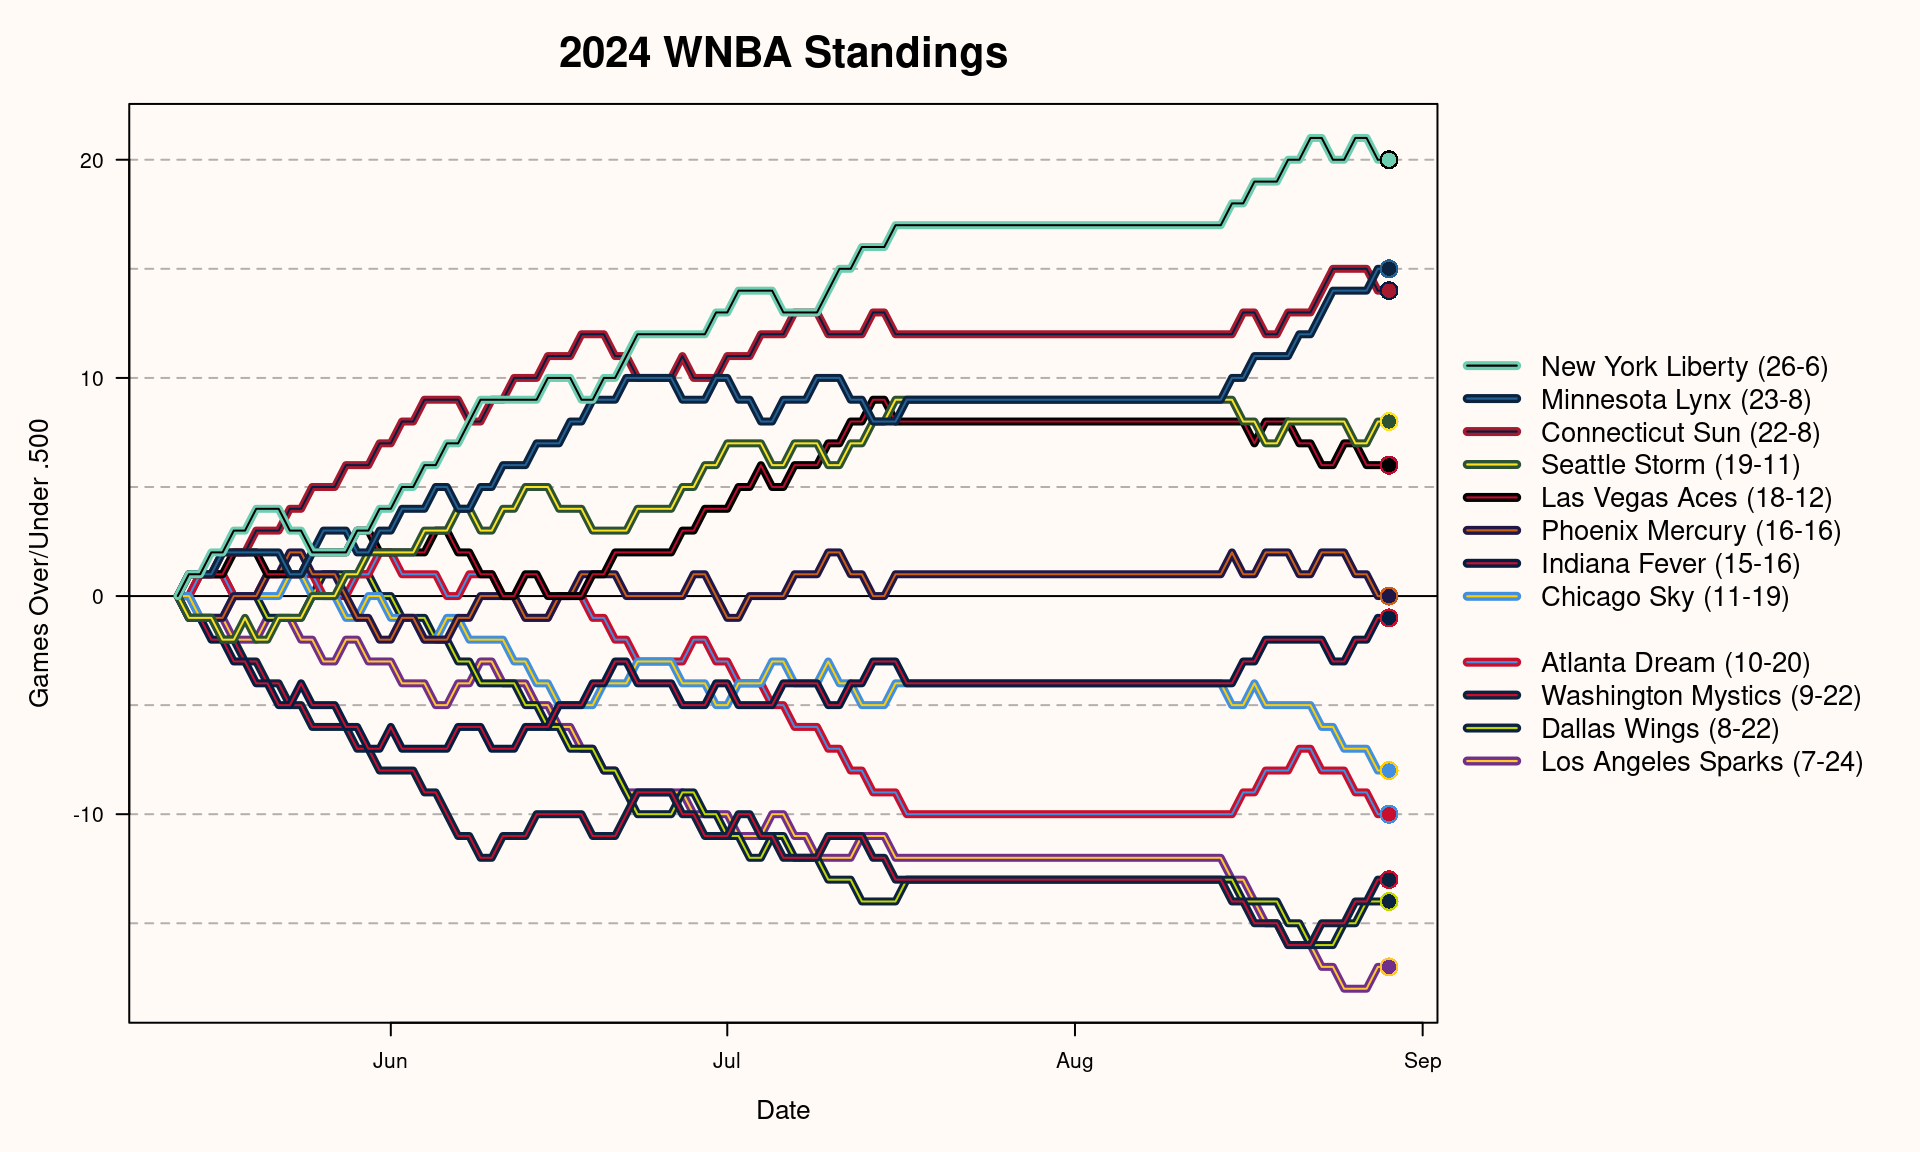 2024 WNBA Standings
Games Over/Under .500
20
10
0
-10
Jun
Jul
Aug
Sep
Date
New York Liberty (26-6)
Minnesota Lynx (23-8)
Connecticut Sun (22-8)
Seattle Storm (19-11)
Las Vegas Aces (18-12)
Phoenix Mercury (16-16)
Indiana Fever (15-16)
Chicago Sky (11-19)
Atlanta Dream (10-20)
Washington Mystics (9-22)
Dallas Wings (8-22)
Los Angeles Sparks (7-24)